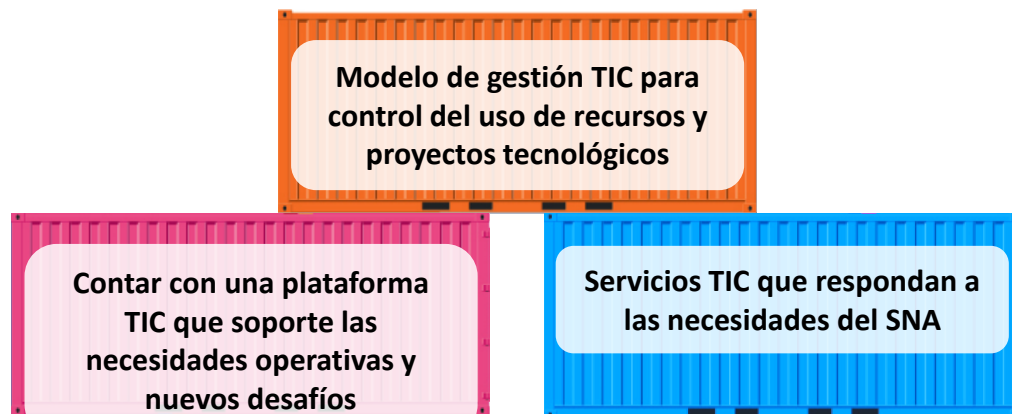 Modelo de gestión TIC para
control del uso de recursos y
proyectos tecnológicos
Contar con una plataforma
TIC que soporte las
necesidades operativas y
nuevos desafíos
Servicios TIC que respondan a
las necesidades del SNA